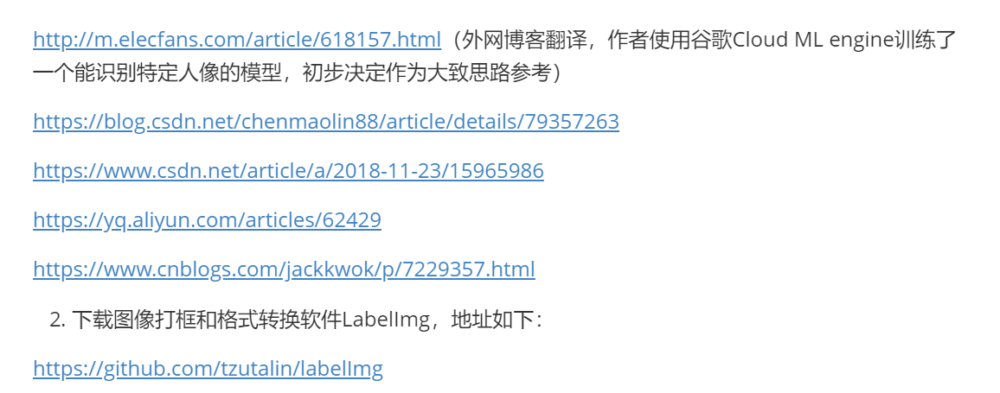 http://m.elecfans.com/article/618157.html（外网博客翻译，作者使用谷歌Cloud ML engine训练了
一个能识别特定人像的模型，初步决定作为大致思路参考）
https://blog.csdn.net/chenmaolin88/article/details/79357263
https://www.csdn.net/article/a/2018-11-23/15965986
https://yq.aliyun.com/articles/62429
https://www.cnblogs.com/jackkwok/p/7229357.html
2. 下载图像打框和格式转换软件LabelImg，地址如下：
https://github.com/tzutalin/labelImg